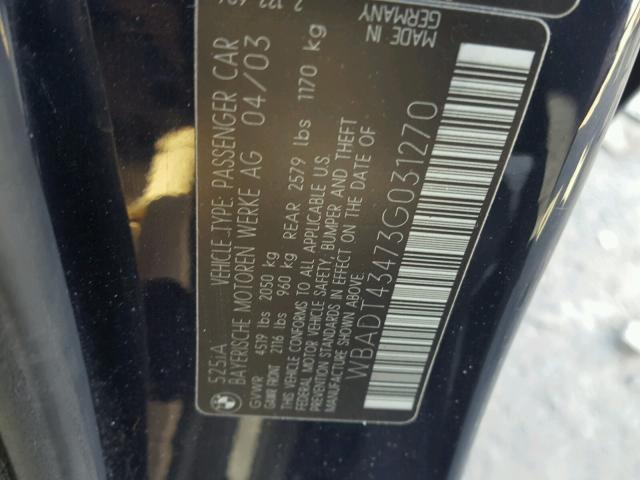 525iA VEHICLE TYPE: PASSENGER CAR
BAYERISCHE MOTOREN WERKE AG 04/03
GVWR 4519 lbs 2050 kg
GAWR FRONT 2116 lbs 960 kg REAR 2579 lbs 1170 kg
THIS VEHICLE CONFORMS TO ALL APPLICABLE U.S.
FEDERAL MOTOR VEHICLE SAFETY, BUMPER AND THEFT
PREVENTION STANDARDS IN EFFECT ON THE DATE OF
MANUFACTURE SHOWN ABOVE.
WBADT43473G031270
MADE IN
GERMANY